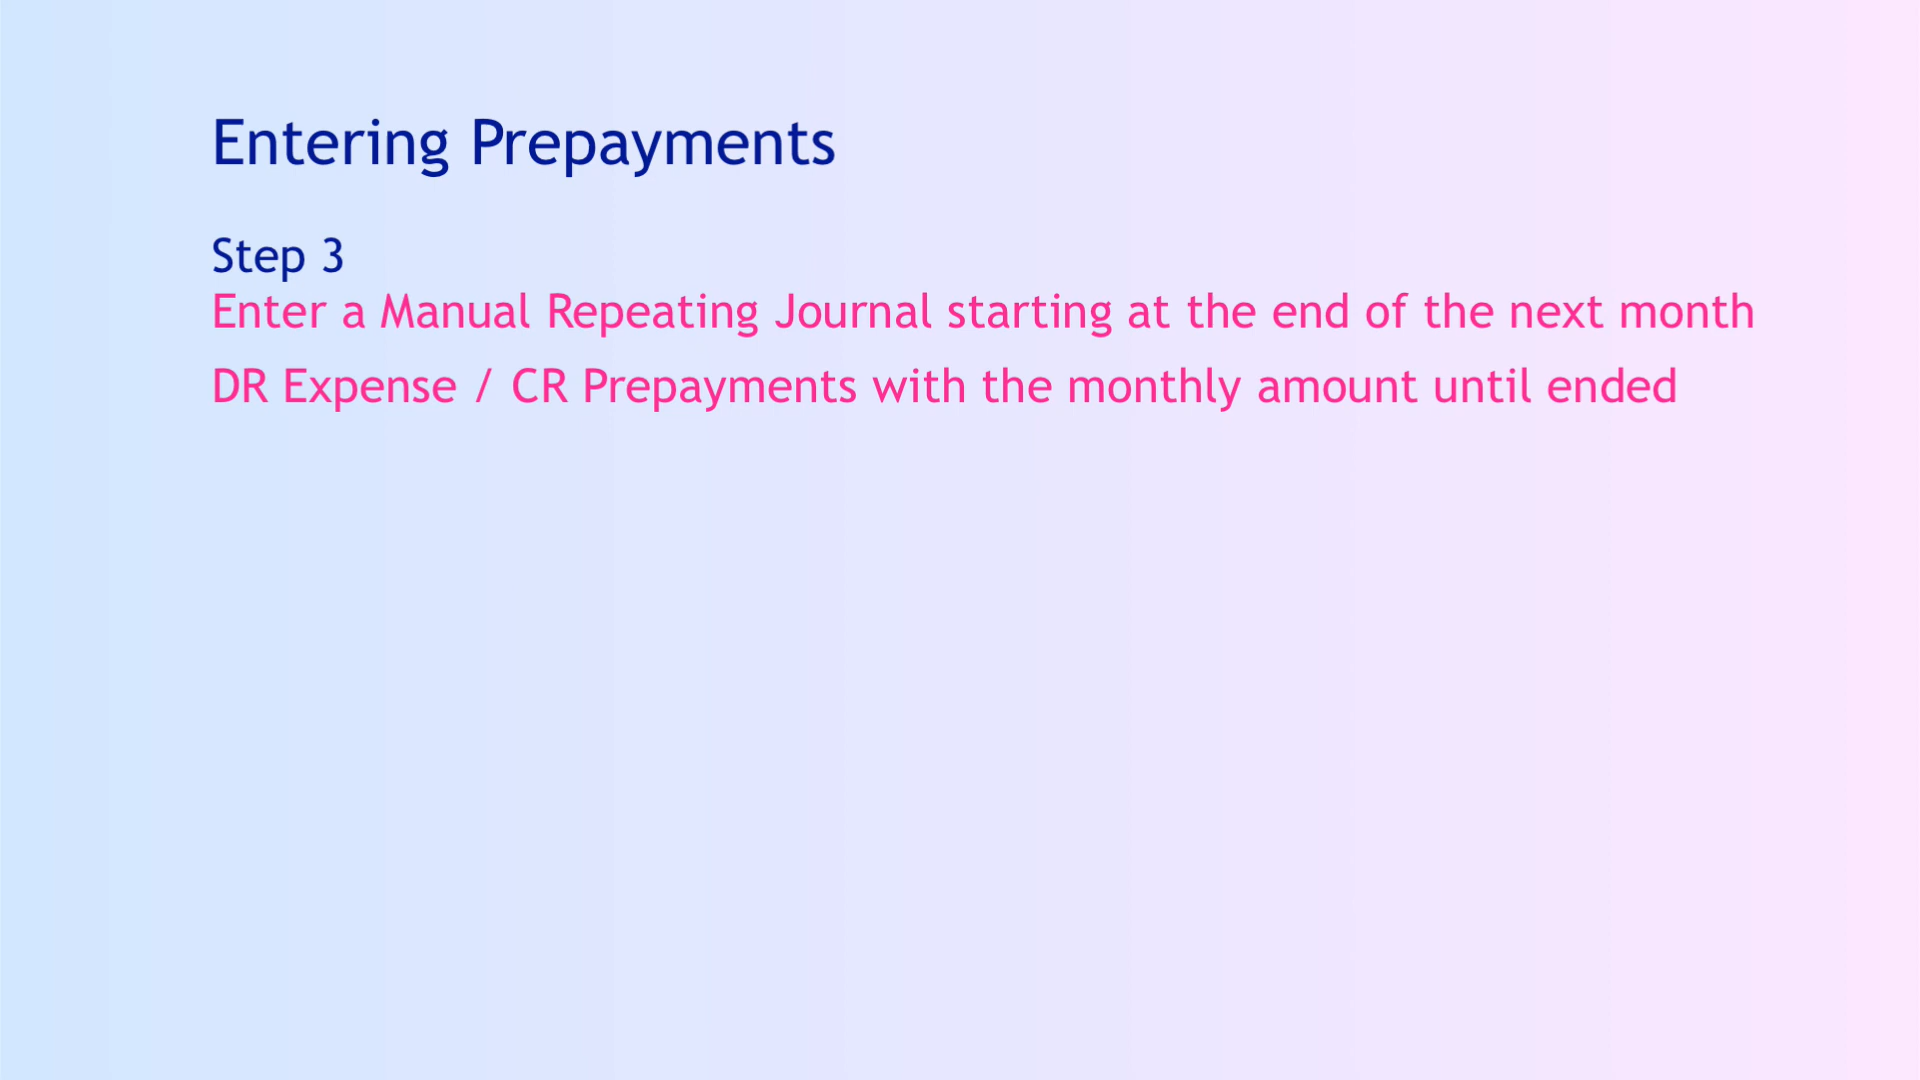 Entering Prepayments
Step 3
Enter a Manual Repeating Journal starting at the end of the next month
DR Expense / CR Prepayments with the monthly amount until ended